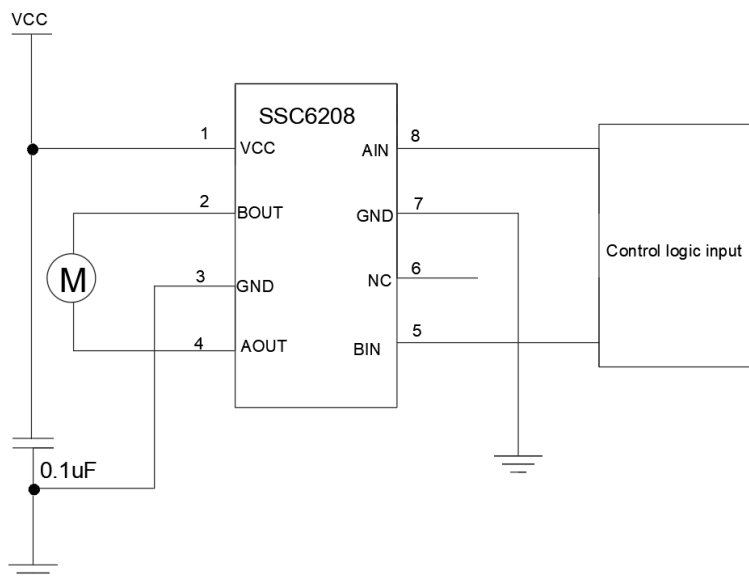 VCC
SSC6208
1
VCC
AIN
8
2
BOUT
GND
7
M
3
GND
NC
6
Control logic input
4
AOUT
BIN
5
0.1uF